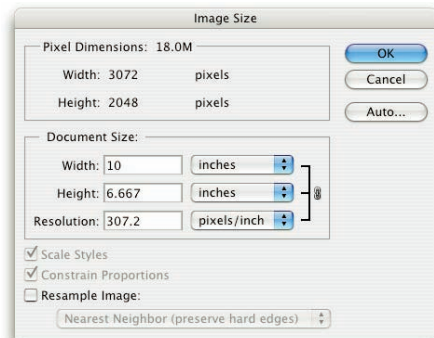 Image Size
Pixel Dimensions: 18.0M
OK
Width: 3072 pixels
Cancel
Height: 2048 pixels
Auto...
Document Size:
Width: 10 inches
Height: 6.667 inches
Resolution: 307.2 pixels/inch
Scale Styles
Constrain Proportions
Resample Image:
Nearest Neighbor (preserve hard edges)